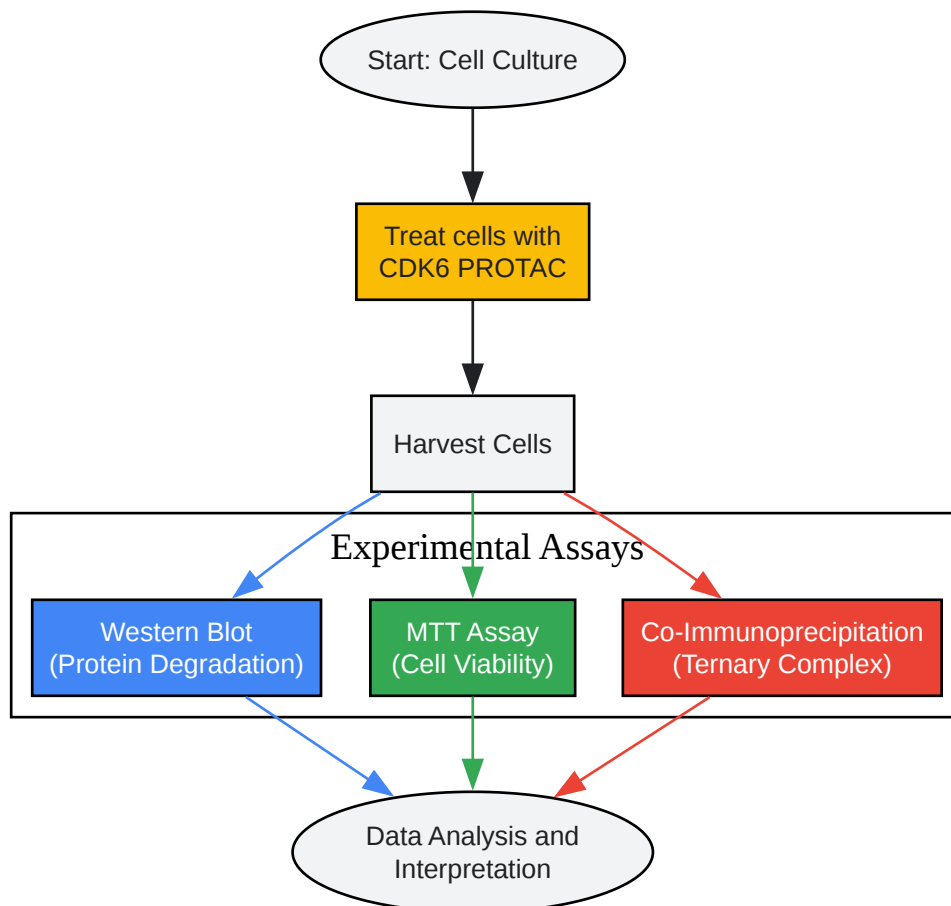 Start: Cell Culture
Treat cells with
CDK6 PROTAC
Harvest Cells
Experimental Assays
Western Blot
(Protein Degradation)
MTT Assay
(Cell Viability)
Co-Immunoprecipitation
(Ternary Complex)
Data Analysis and
Interpretation